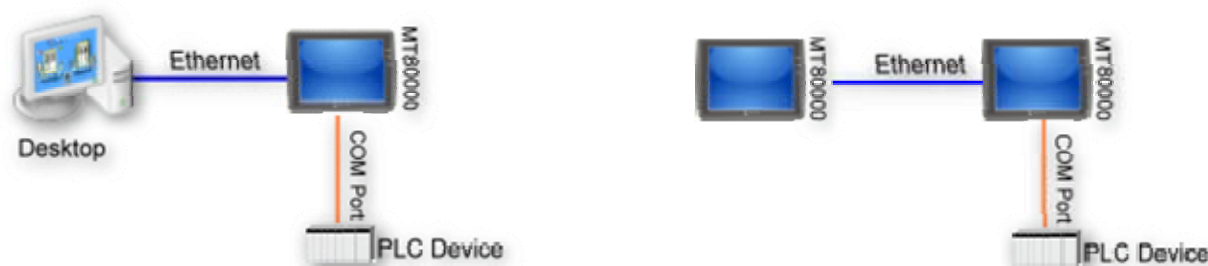 Ethernet
MT80000
Desktop
COM Port
PLC Device
Ethernet
MT80000
MT80000
COM Port
PLC Device